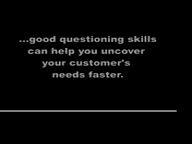 ...good questioning skills
can help you uncover
your customer's
needs faster.